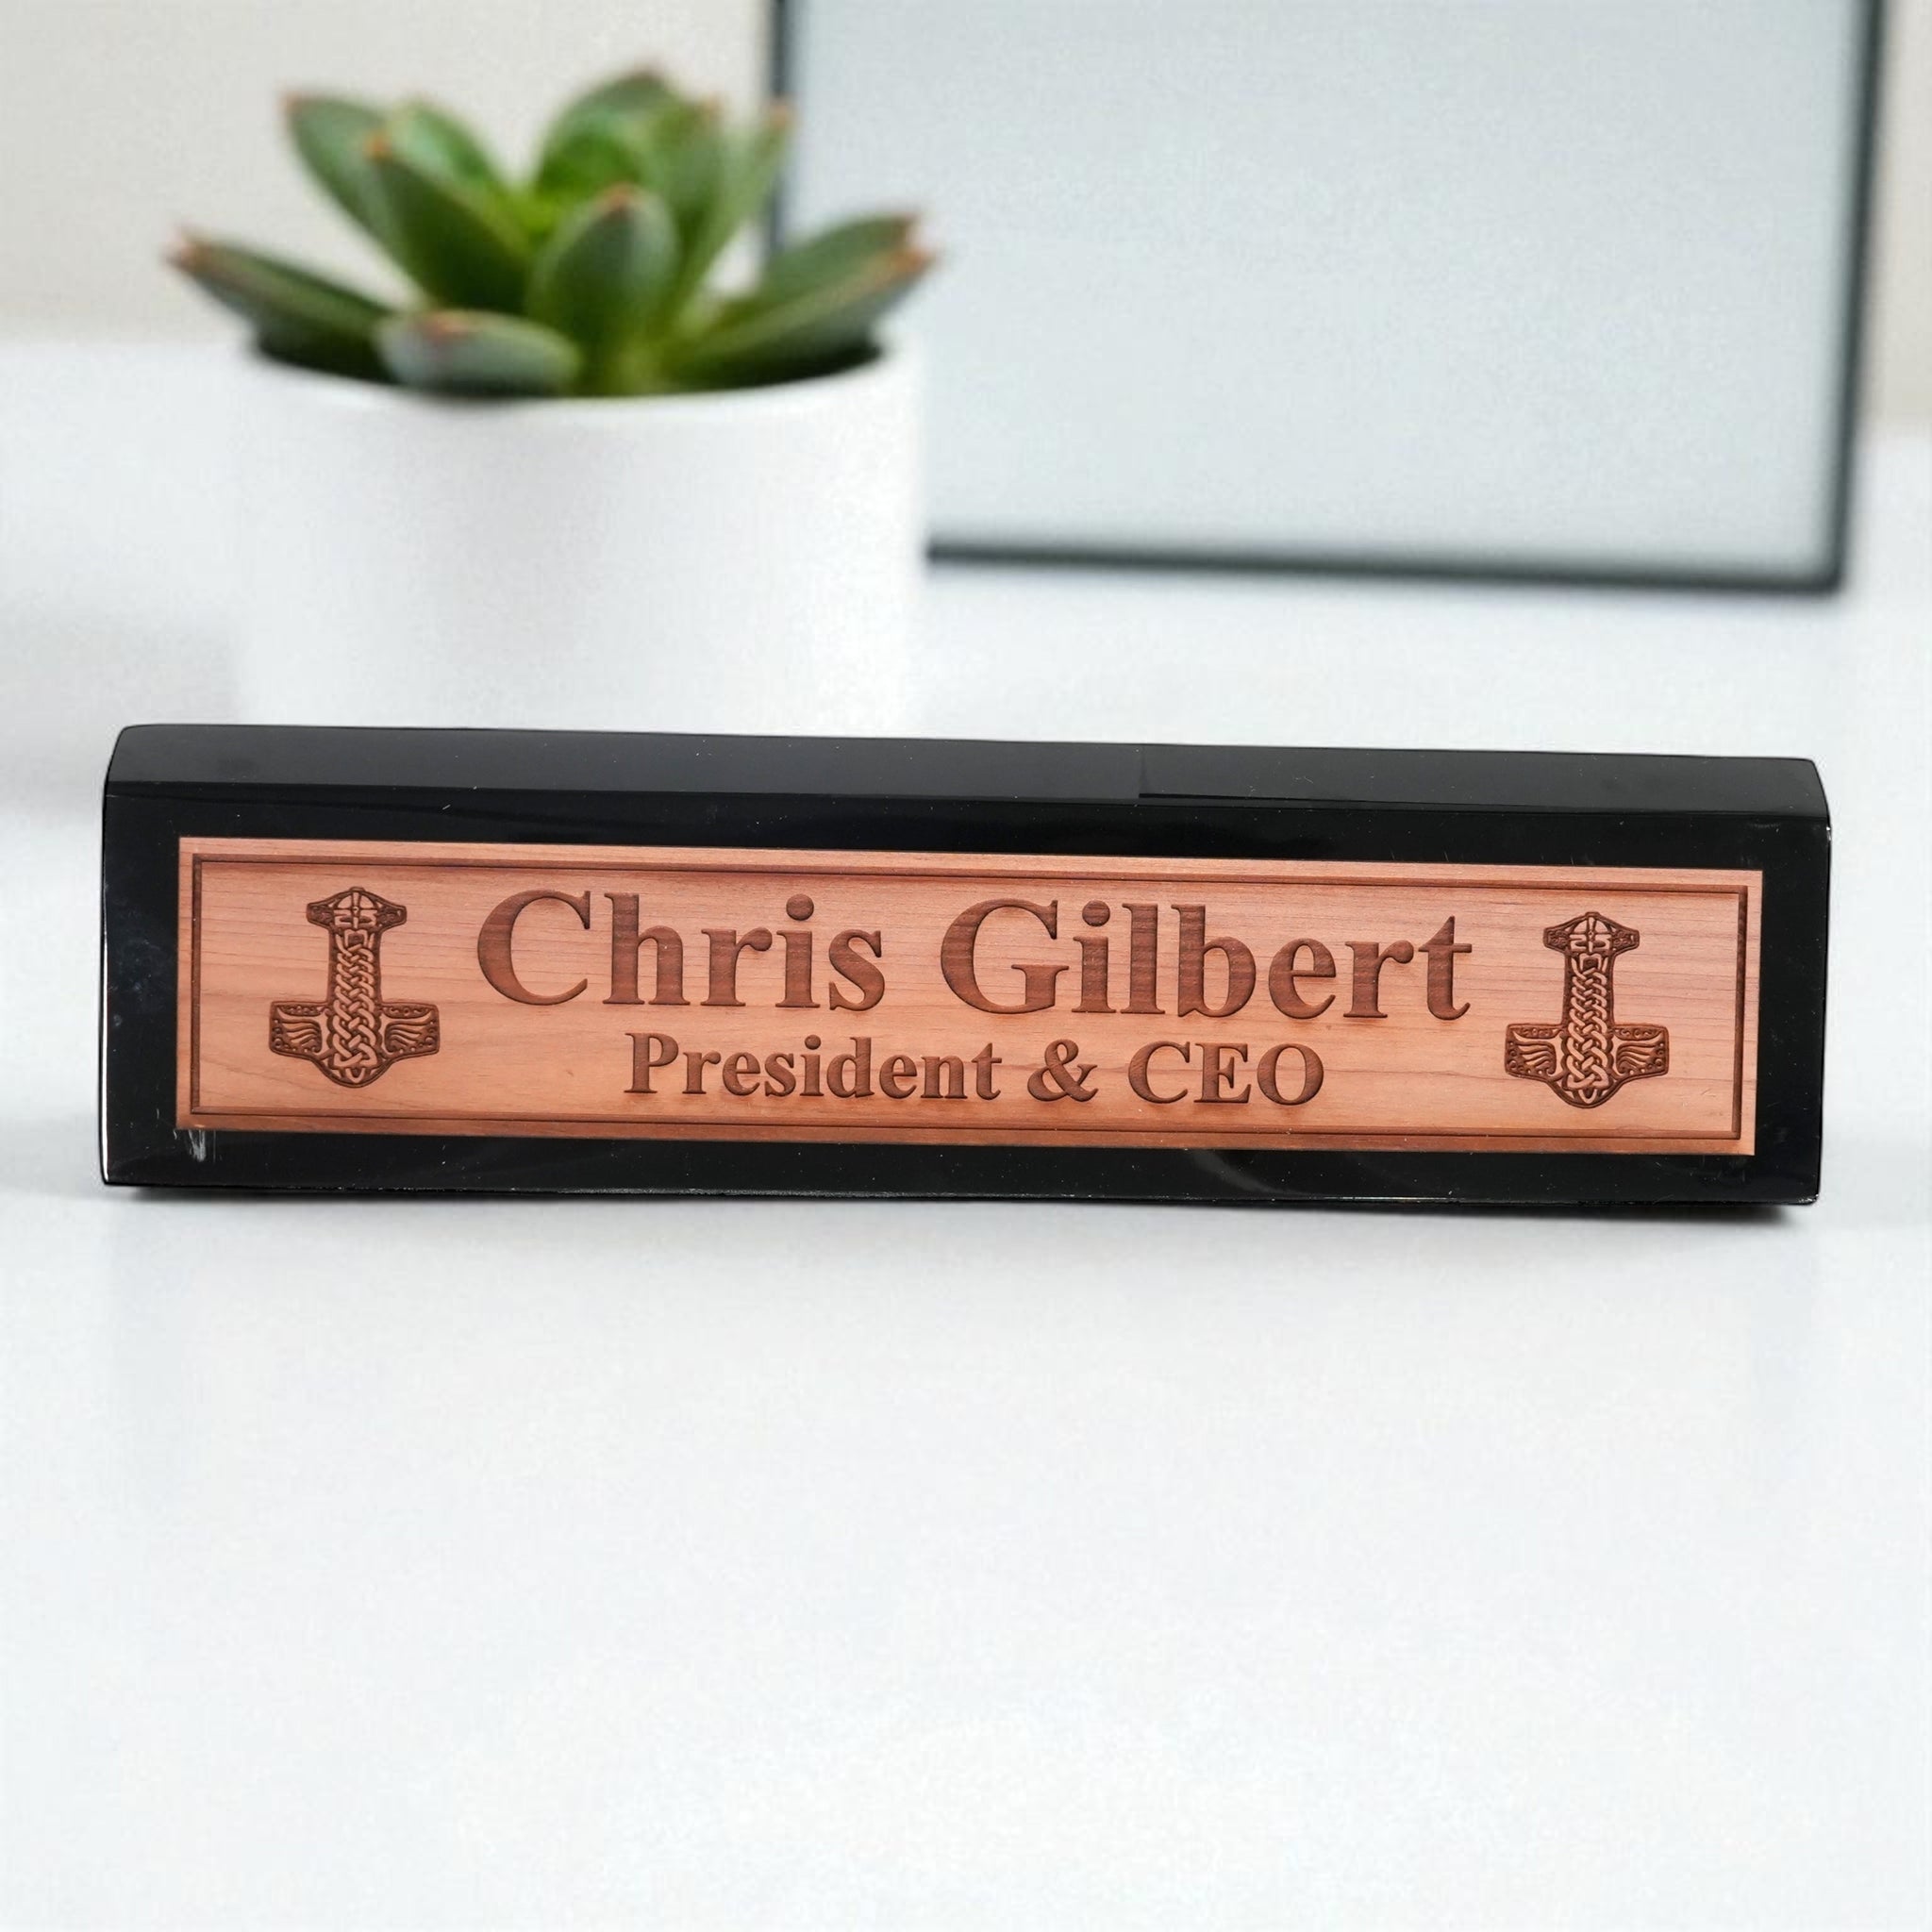 Chris Gilbert
President & CEO